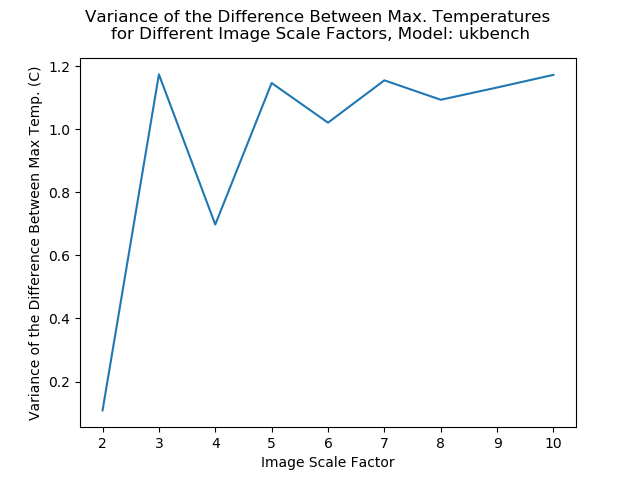 Variance of the Difference Between Max. Temperatures
for Different Image Scale Factors, Model: ukbench
Variance of the Difference Between Max Temp. (C)
1.2
1.0
0.8
0.6
0.4
0.2
2 3 4 5 6 7 8 9 10
Image Scale Factor